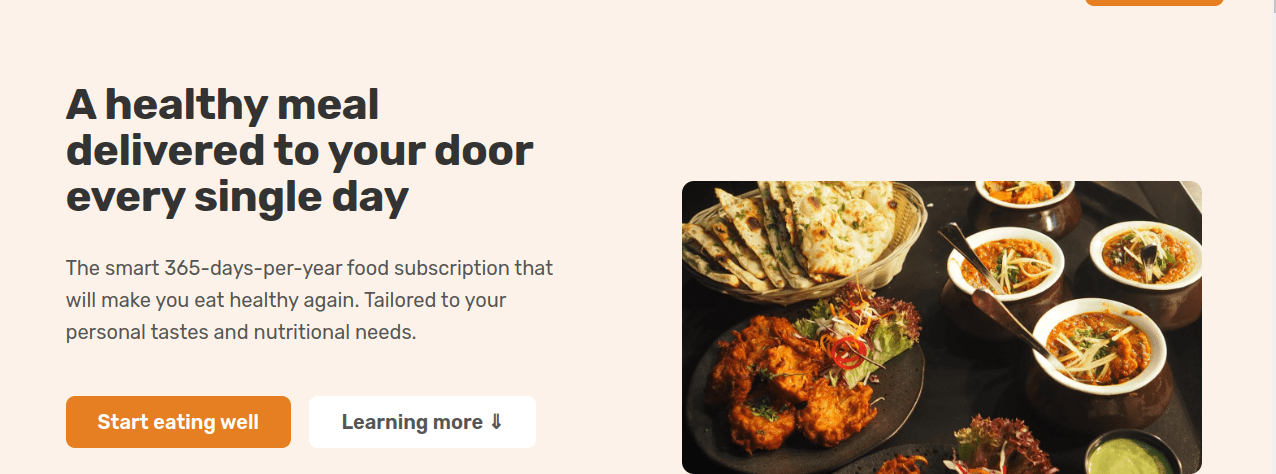 A healthy meal
delivered to your door
every single day
The smart 365-days-per-year food subscription that
will make you eat healthy again. Tailored to your
personal tastes and nutritional needs.
Start eating well
Learning more ⇓